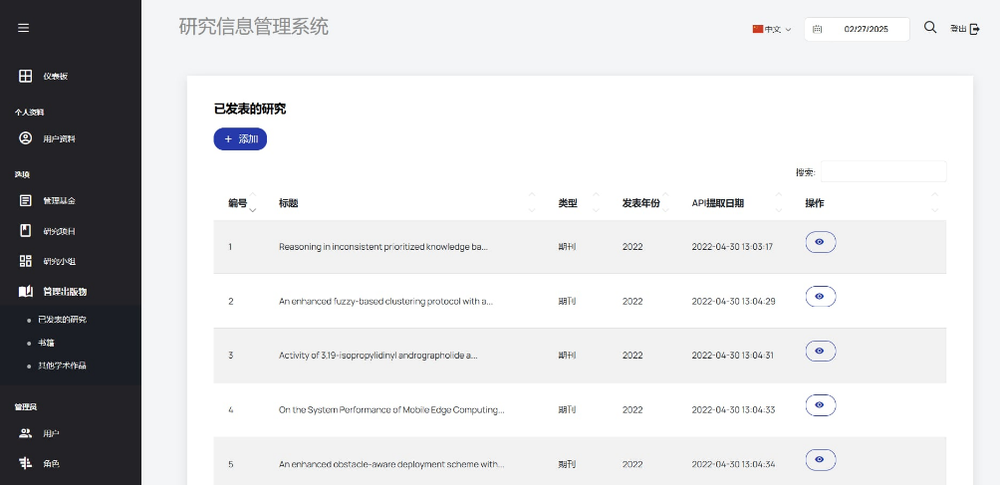 研究信息管理系统
中文
02/27/2025
登出
仪表板
个人资料
用户资料
选项
管理基金
研究项目
研究小组
管理出版物
已发表的研究
书籍
其他学术作品
管理员
用户
角色
已发表的研究
+ 添加
搜索:
编号 标题 类型 发表年份 API提取日期 操作
1 Reasoning in inconsistent prioritized knowledge ba... 期刊 2022 2022-04-30 13:03:17
2 An enhanced fuzzy-based clustering protocol with a... 期刊 2022 2022-04-30 13:04:29
3 Activity of 3,19-isopropylidinyl andrographolide a... 期刊 2022 2022-04-30 13:04:31
4 On the System Performance of Mobile Edge Computing... 期刊 2022 2022-04-30 13:04:33
5 An enhanced obstacle-aware deployment scheme with... 期刊 2022 2022-04-30 13:04:34